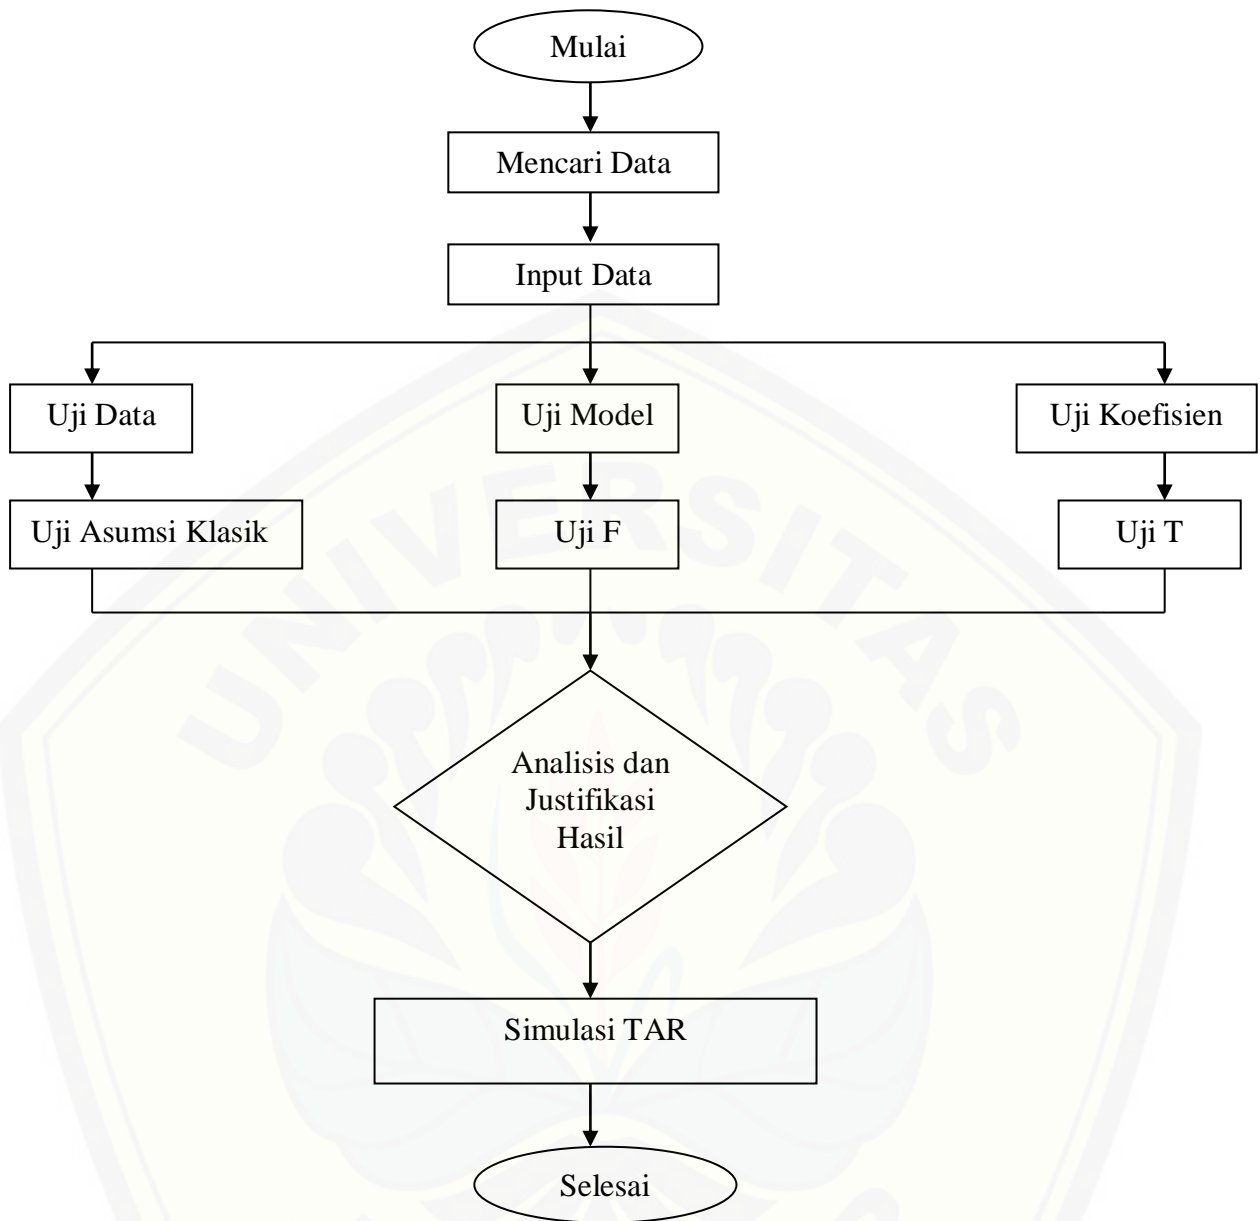 Mulai
Mencari Data
Input Data
Uji Data
Uji Model
Uji Koefisien
Uji Asumsi Klasik
Uji F
Uji T
UNIVERSITAS
Analisis dan
Justifikasi
Hasil
Simulasi TAR
Selesai